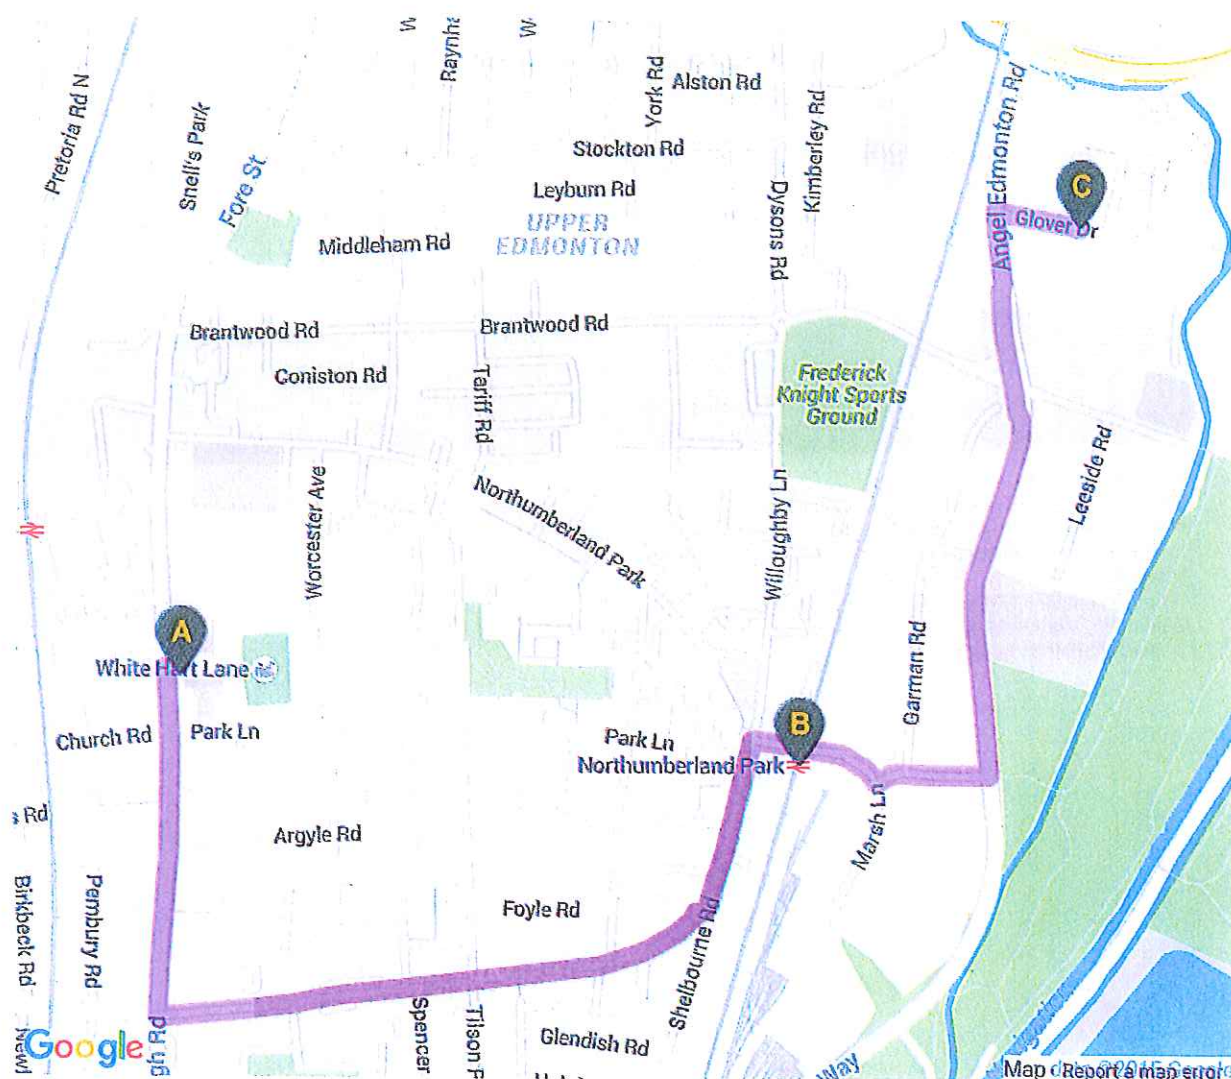 Pretoria Rd N
Snell's Park
Fore St
York Rd
Alston Rd
Kimberley Rd
Stockton Rd
Leyburn Rd
UPPER
EDMONTON
Middleham Rd
Dysons Rd
Angel Edmonton Rd
C
Glover Dr
Brantwood Rd
Brantwood Rd
Coniston Rd
Tariff Rd
Frederick
Knight Sports
Ground
Leeside Rd
Worcester Ave
Northumberland Park
Willoughby Ln
A
White Hart Lane
Garman Rd
Church Rd
Park Ln
Park Ln
B
Northumberland Park
s Rd
Argyle Rd
Marsh Ln
Birkbeck Rd
Pembury Rd
Foyle Rd
Shelbourne Rd
Spencer
Glendish Rd
gh Rd
Google
Way
Map
Report a map error